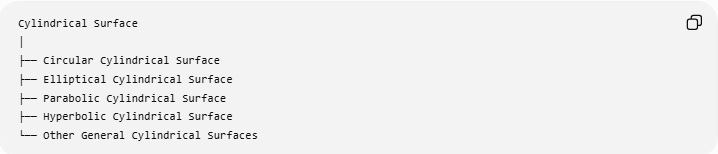 Cylindrical Surface
│
├── Circular Cylindrical Surface
├── Elliptical Cylindrical Surface
├── Parabolic Cylindrical Surface
├── Hyperbolic Cylindrical Surface
└── Other General Cylindrical Surfaces